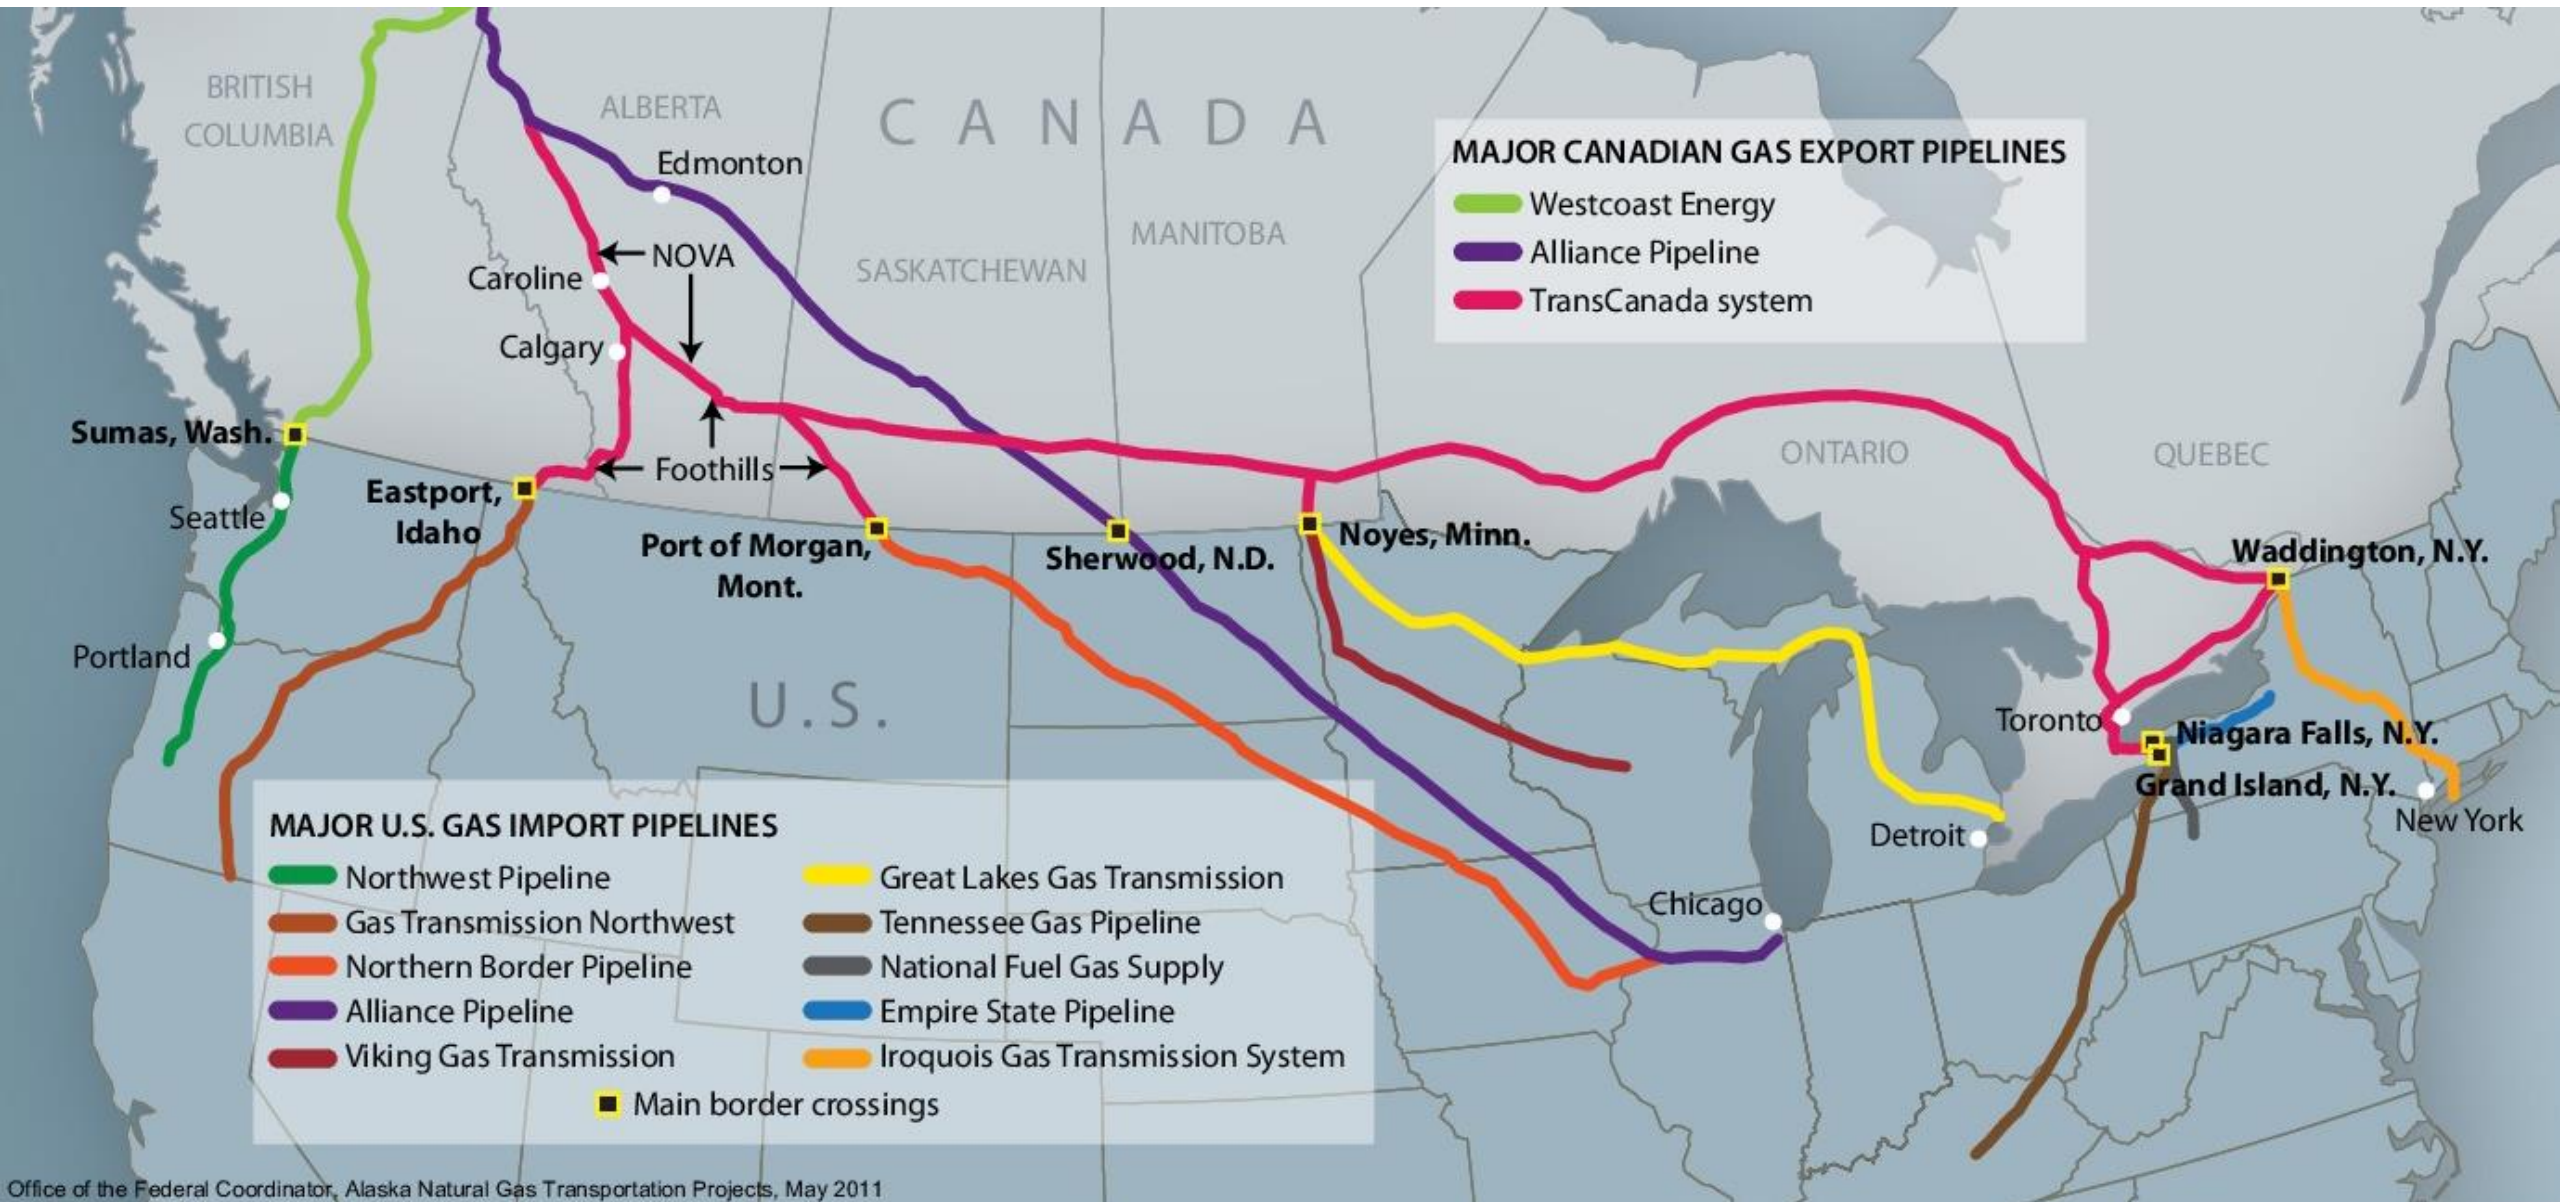 BRITISH
COLUMBIA
ALBERTA
C A N A D A
Edmonton
MAJOR CANADIAN GAS EXPORT PIPELINES
Westcoast Energy
Alliance Pipeline
TransCanada system
MANITOBA
SASKATCHEWAN
NOVA
Caroline
Calgary
Sumas, Wash.
Foothills
ONTARIO
QUEBEC
Eastport,
Idaho
Seattle
Port of Morgan,
Mont.
Sherwood, N.D.
Noyes, Minn.
Waddington, N.Y.
Portland
U.S.
Toronto
Niagara Falls, N.Y.
Grand Island, N.Y.
New York
Detroit
Chicago
MAJOR U.S. GAS IMPORT PIPELINES
Northwest Pipeline
Gas Transmission Northwest
Northern Border Pipeline
Alliance Pipeline
Viking Gas Transmission
Great Lakes Gas Transmission
Tennessee Gas Pipeline
National Fuel Gas Supply
Empire State Pipeline
Iroquois Gas Transmission System
Main border crossings
Office of the Federal Coordinator, Alaska Natural Gas Transportation Projects, May 2011